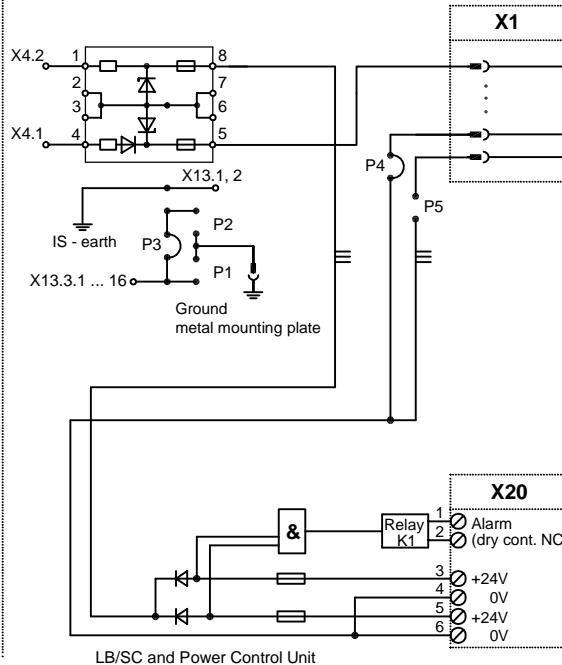 X1
X4.2
1
8
2
7
3
6
X4.1
4
5
P4
X13.1, 2
P5
IS - earth
P3
P2
P1
X13.3.1 ... 16
Ground
metal mounting plate
X20
&
Relay
K1
1
Alarm
2
(dry cont. NC
3
+24V
4
0V
5
+24V
6
0V
LB/SC and Power Control Unit